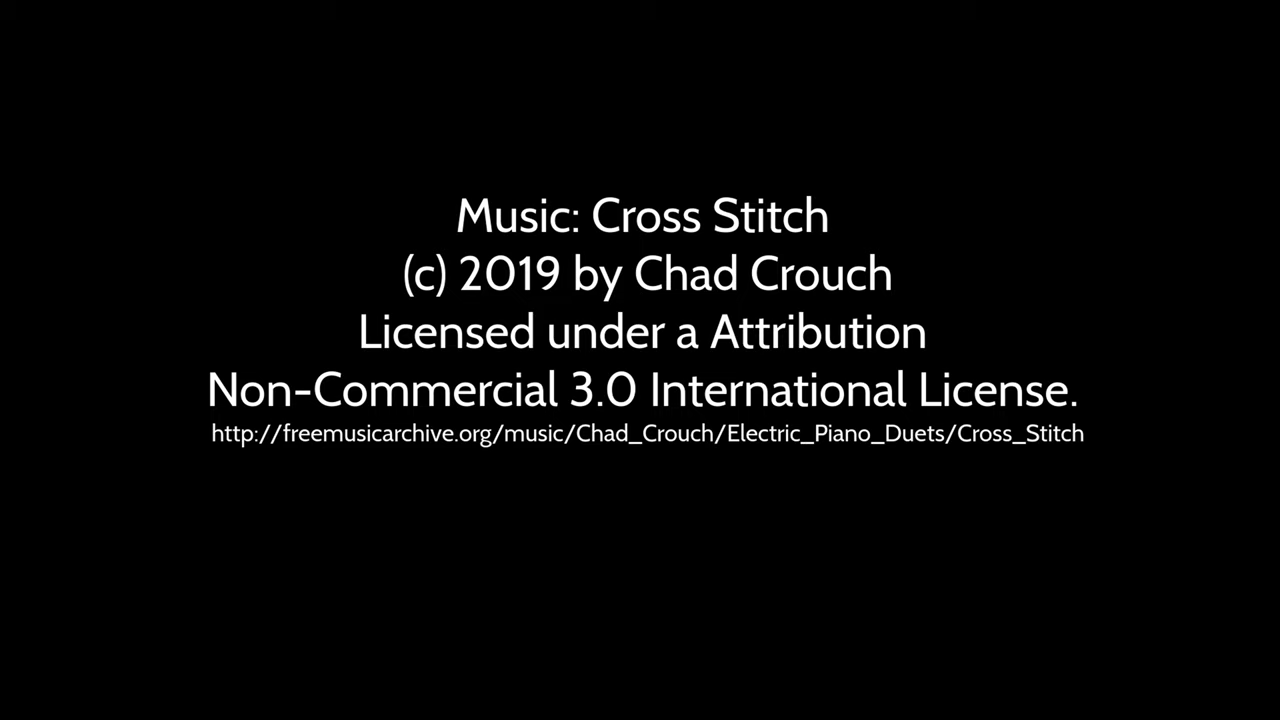 Music: Cross Stitch
(c) 2019 by Chad Crouch
Licensed under a Attribution
Non-Commercial 3.0 International License.
http://freemusicarchive.org/music/Chad_Crouch/Electric_Piano_Duets/Cross_Stitch